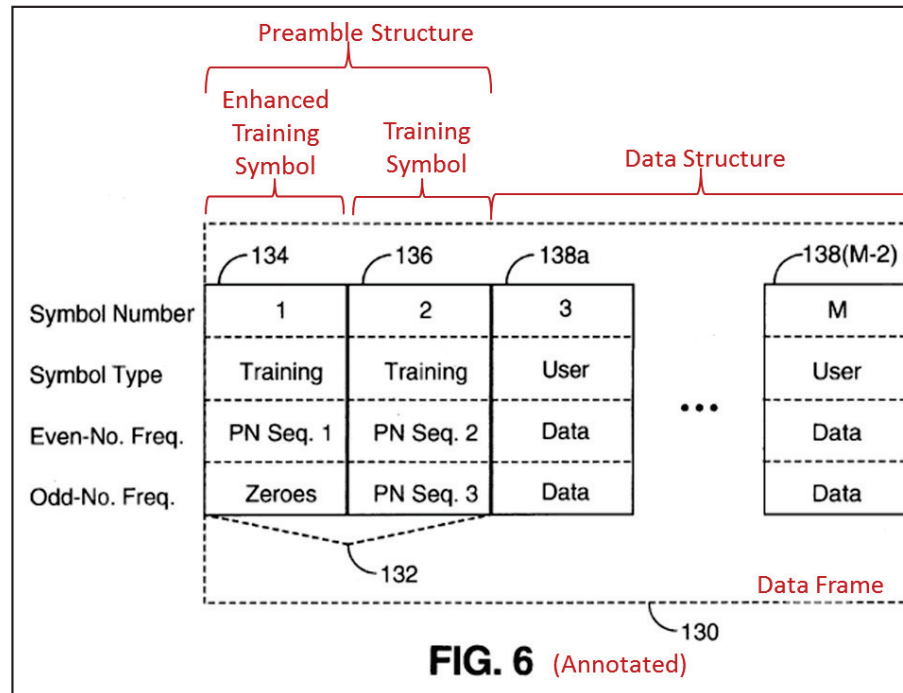 Preamble Structure
Enhanced
Training
Symbol
Training
Symbol
Data Structure
134
136
138a
138(M-2)
Symbol Number
1
2
3
M
Symbol Type
Training
Training
User
User
Even-No. Freq.
PN Seq. 1
PN Seq. 2
Data
•••
Data
Odd-No. Freq.
Zeroes
PN Seq. 3
Data
Data
132
Data Frame
130
FIG. 6 (Annotated)